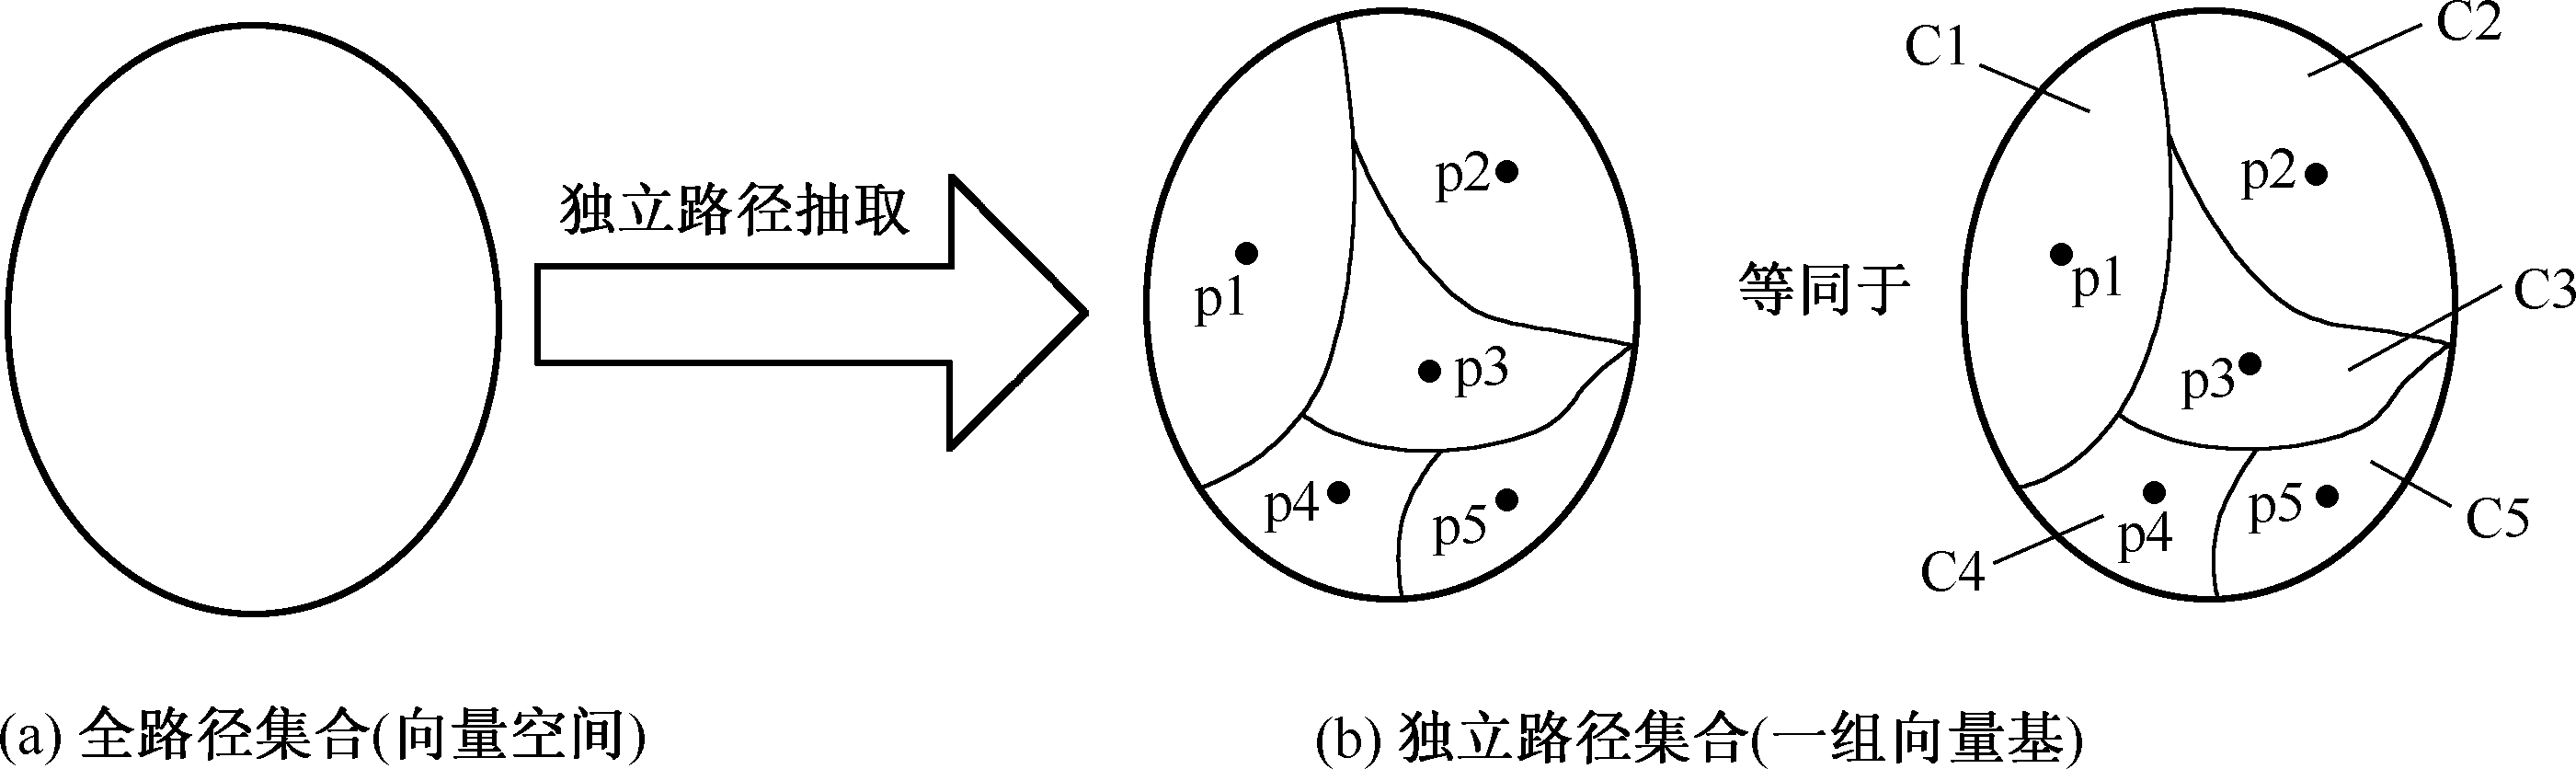 独立路径抽取
p1
p2
p3
p4
p5
等同于
C1
C2
p1
p2
p3
C3
p4
p5
C4
C5
(a) 全路径集合(向量空间)
(b) 独立路径集合(一组向量基)